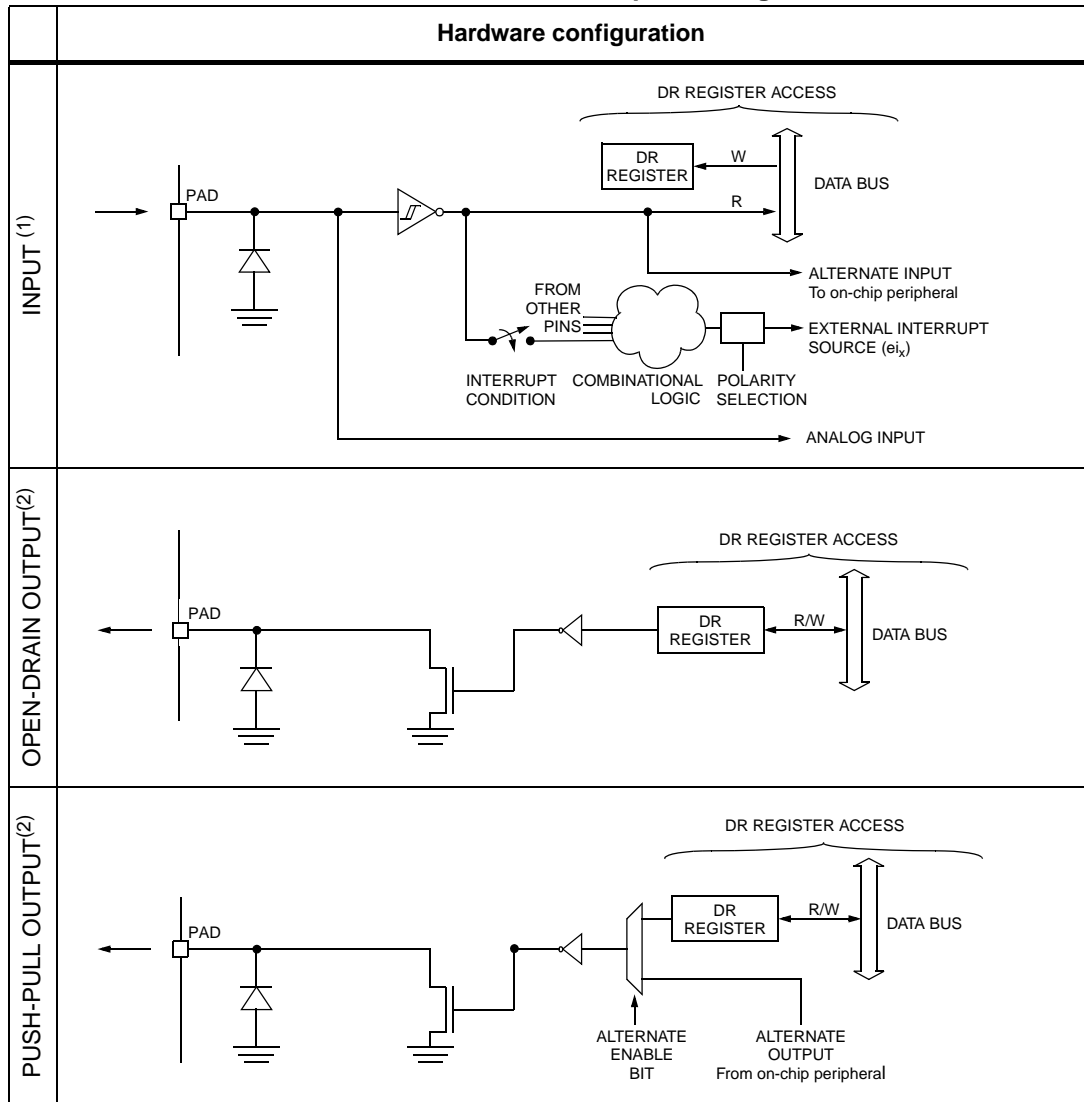 Hardware configuration
INPUT (1)
DR REGISTER ACCESS
DR
REGISTER
W
R
DATA BUS
PAD
ALTERNATE INPUT
To on-chip peripheral
FROM
OTHER
PINS
EXTERNAL INTERRUPT
SOURCE (eix)
INTERRUPT
CONDITION
COMBINATIONAL
LOGIC
POLARITY
SELECTION
ANALOG INPUT
OPEN-DRAIN OUTPUT(2)
DR REGISTER ACCESS
PAD
DR
REGISTER
R/W
DATA BUS
PUSH-PULL OUTPUT(2)
DR REGISTER ACCESS
PAD
DR
REGISTER
R/W
DATA BUS
ALTERNATE
ENABLE
BIT
ALTERNATE
OUTPUT
From on-chip peripheral